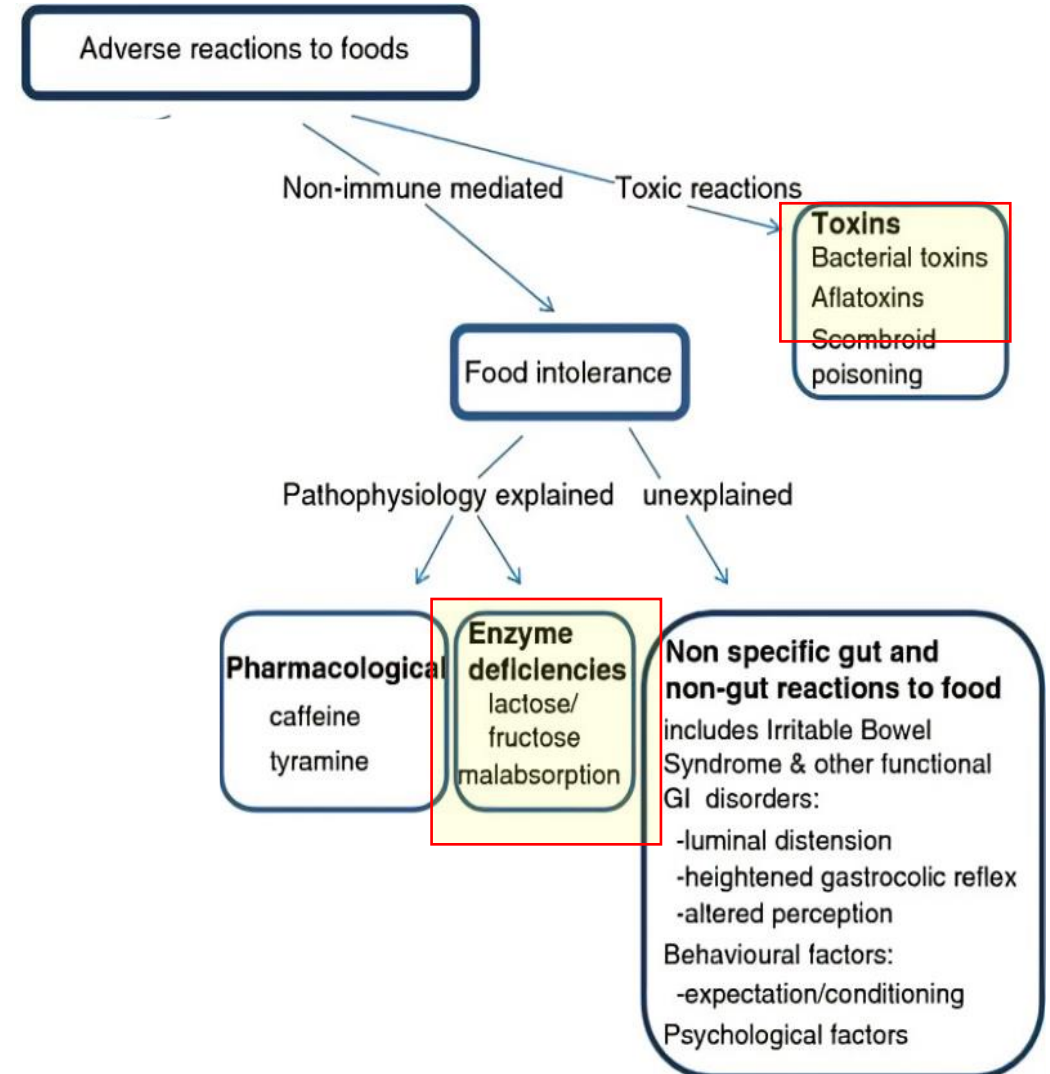 Adverse reactions to foods
Non-immune mediated
Toxic reactions
Toxins
Bacterial toxins
Aflatoxins
Scombroid
poisoning
Food intolerance
Pathophysiology explained
unexplained
Pharmacological
caffeine
tyramine
Enzyme
deficiencies
lactose/
fructose
malabsorption
Non specific gut and
non-gut reactions to food
includes Irritable Bowel
Syndrome & other functional
GI disorders:
-luminal distension
-heightened gastrocolic reflex
-altered perception
Behavioural factors:
-expectation/conditioning
Psychological factors